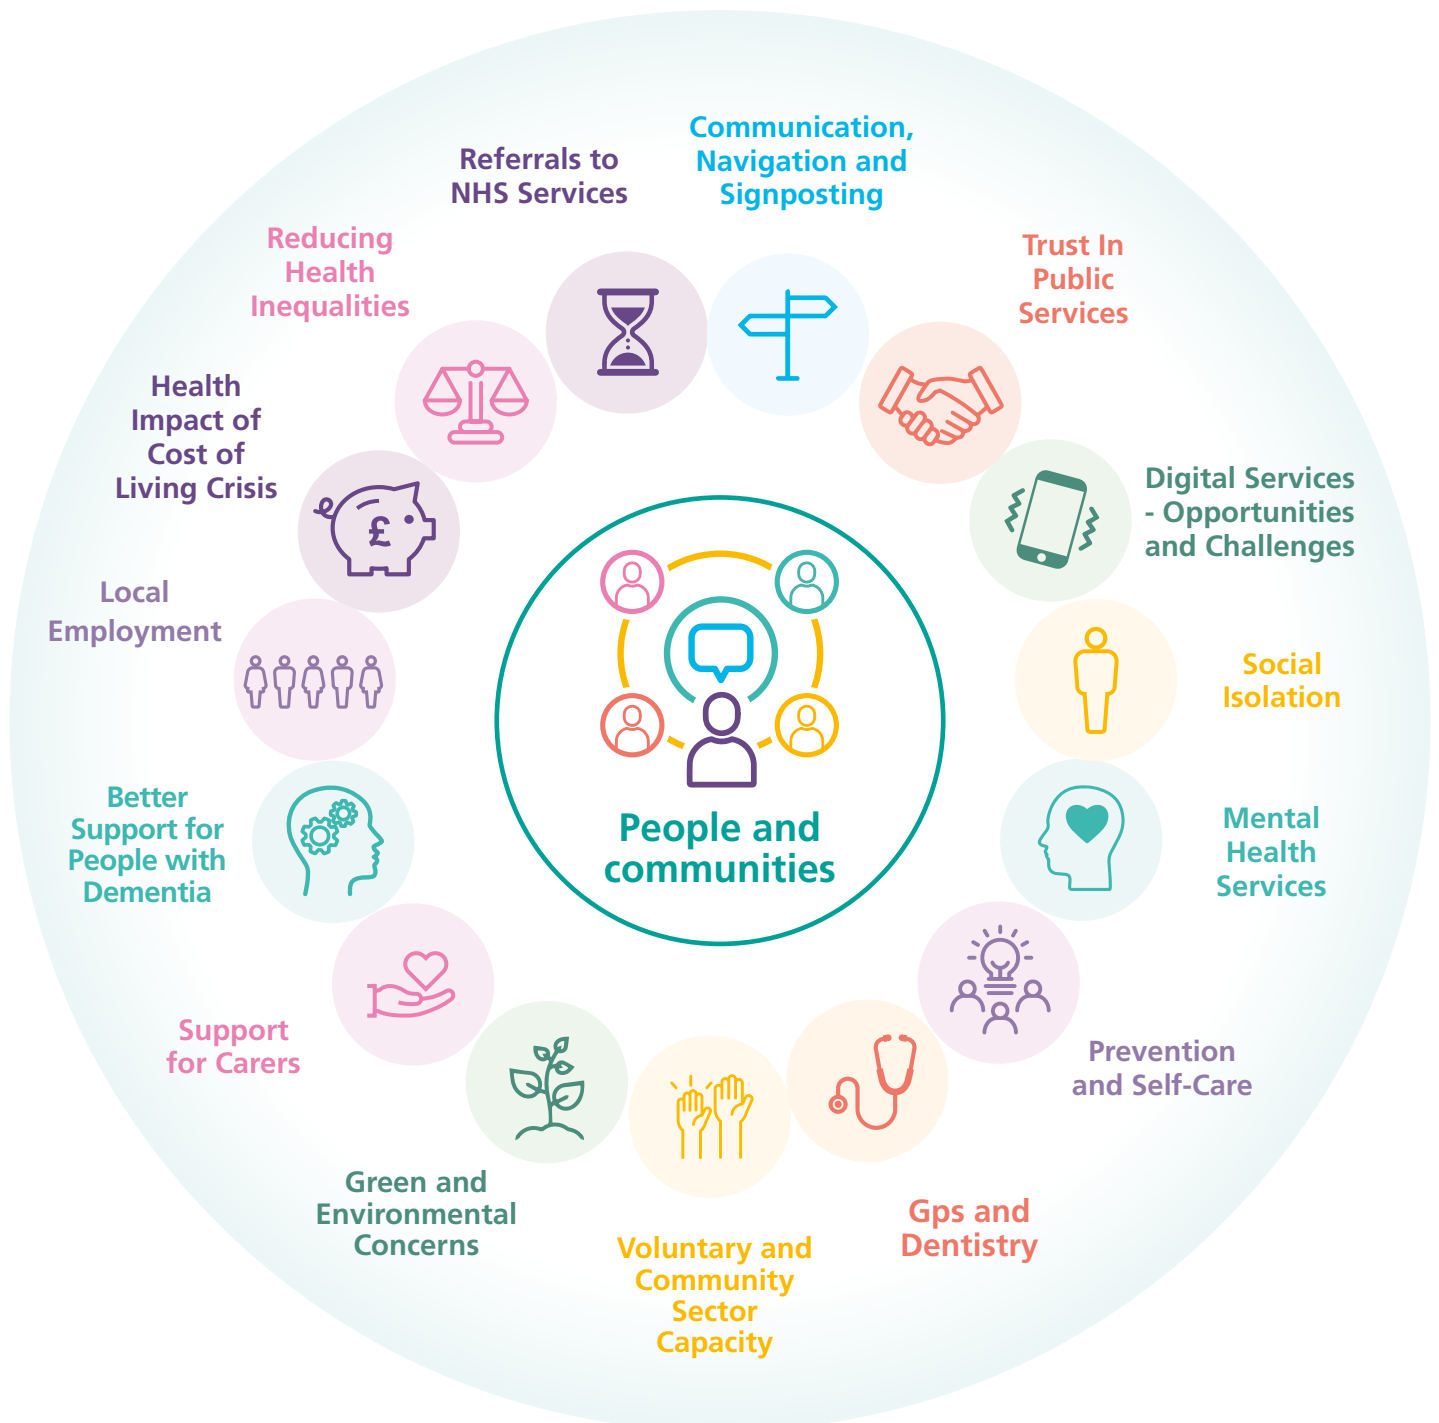 Communication,
Navigation and
Signposting
Trust In
Public
Services
Digital Services
- Opportunities
and Challenges
Social
Isolation
Mental
Health
Services
Prevention
and Self-Care
Gps and
Dentistry
Voluntary and
Community
Sector
Capacity
Green and
Environmental
Concerns
Support
for Carers
Better
Support for
People with
Dementia
Local
Employment
Health
Impact of
Cost of
Living Crisis
£
Reducing
Health
Inequalities
Referrals to
NHS Services
People and
communities